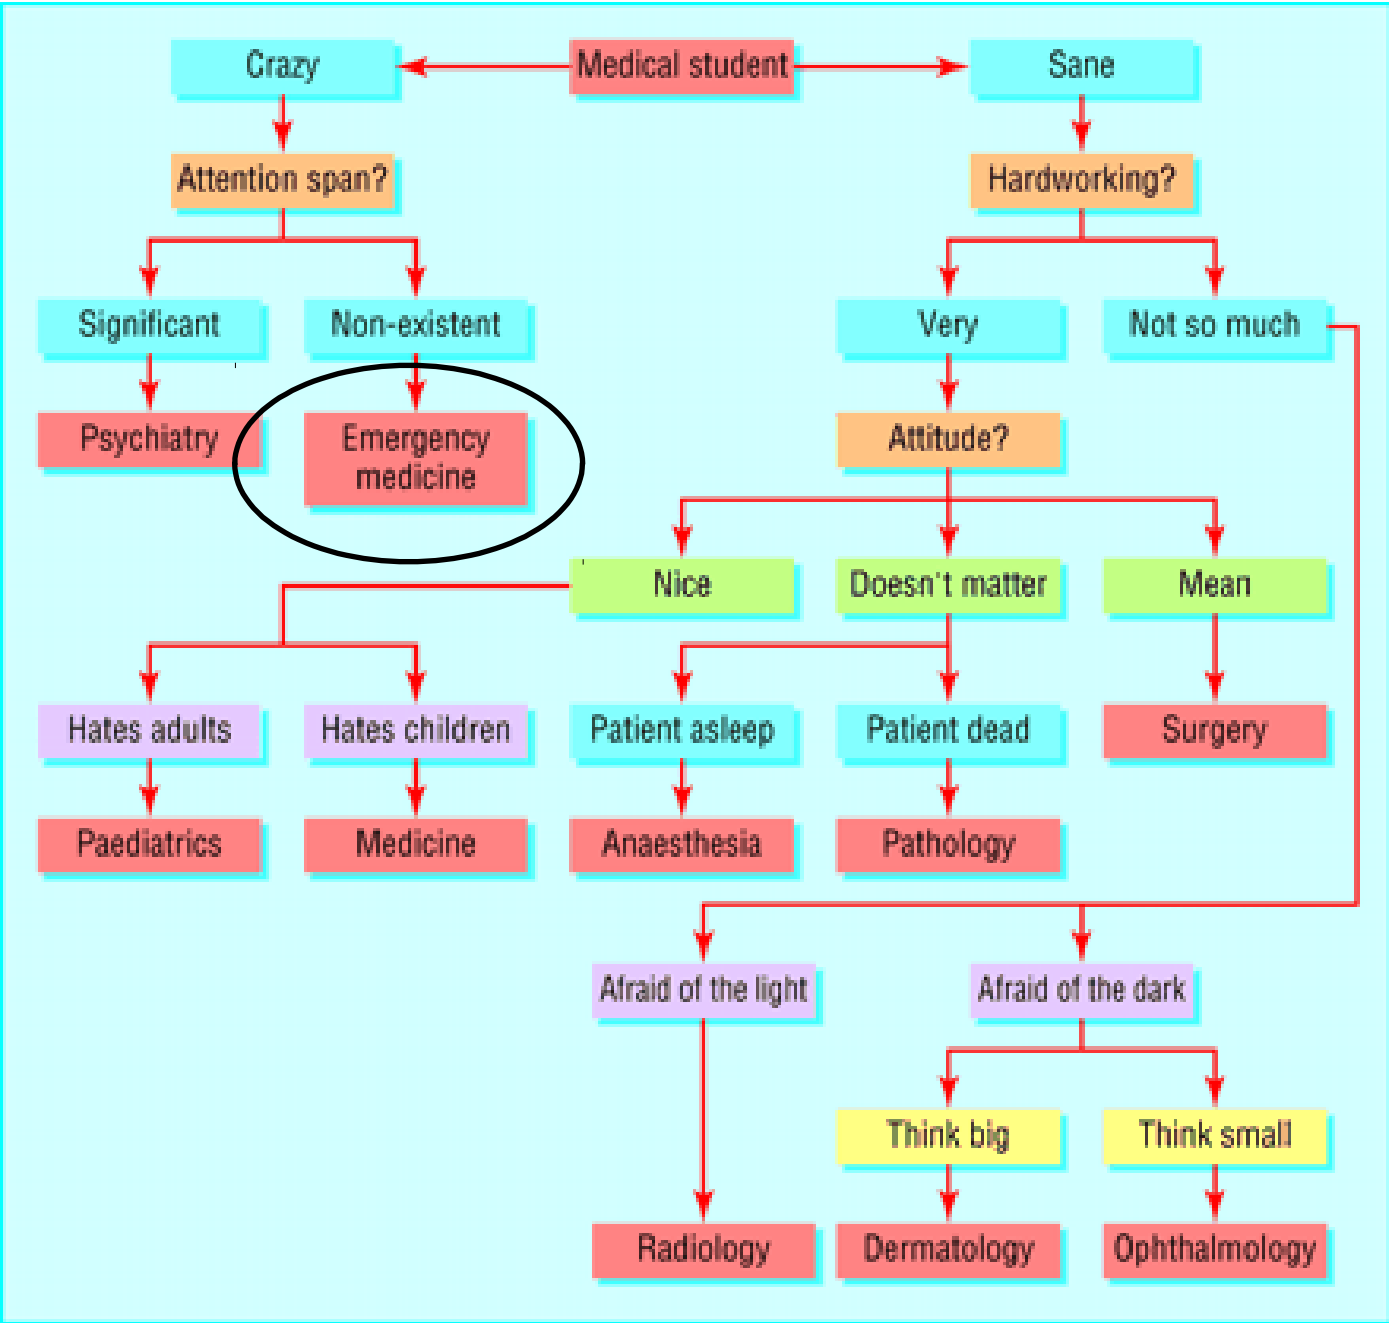 Crazy
Medical student
Sane
Attention span?
Hardworking?
Significant
Non-existent
Very
Not so much
Psychiatry
Emergency
medicine
Attitude?
Nice
Doesn't matter
Mean
Hates adults
Hates children
Patient asleep
Patient dead
Surgery
Paediatrics
Medicine
Anaesthesia
Pathology
Afraid of the light
Afraid of the dark
Think big
Think small
Radiology
Dermatology
Ophthalmology